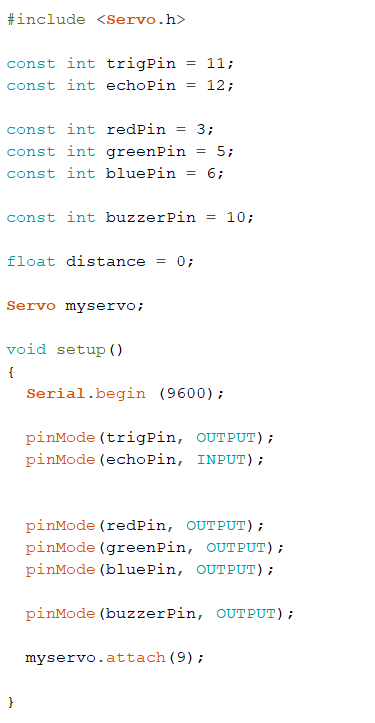 #include <Servo.h>
const int trigPin = 11;
const int echoPin = 12;
const int redPin = 3;
const int greenPin = 5;
const int bluePin = 6;
const int buzzerPin = 10;
float distance = 0;
Servo myservo;
void setup()
{
  Serial.begin (9600);
  pinMode(trigPin, OUTPUT);
  pinMode(echoPin, INPUT);
  pinMode(redPin, OUTPUT);
  pinMode(greenPin, OUTPUT);
  pinMode(bluePin, OUTPUT);
  pinMode(buzzerPin, OUTPUT);
  myservo.attach(9);
}